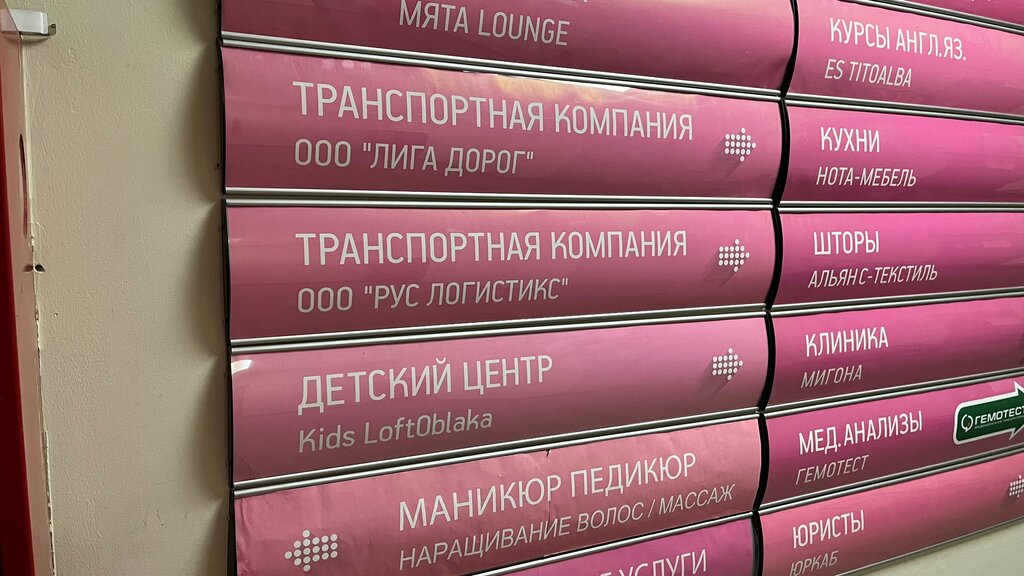 МЯТА LOUNGE
ТРАНСПОРТНАЯ КОМПАНИЯ
ООО "ЛИГА ДОРОГ"
ТРАНСПОРТНАЯ КОМПАНИЯ
ООО "РУС ЛОГИСТИКС"
ДЕТСКИЙ ЦЕНТР
Kids LoftOblaka
МАНИКЮР ПЕДИКЮР
НАРАЩИВАНИЕ ВОЛОС / МАССАЖ
УСЛУГИ
КУРСЫ АНГЛ.ЯЗ.
ES TITOALBA
КУХНИ
НОТА-МЕБЕЛЬ
ШТОРЫ
АЛЬЯНС-ТЕКСТИЛЬ
КЛИНИКА
МИГОНА
МЕД.АНАЛИЗЫ
ГЕМОТЕСТ
ГЕМОТЕСТ
ЮРИСТЫ
ЮРКАБ